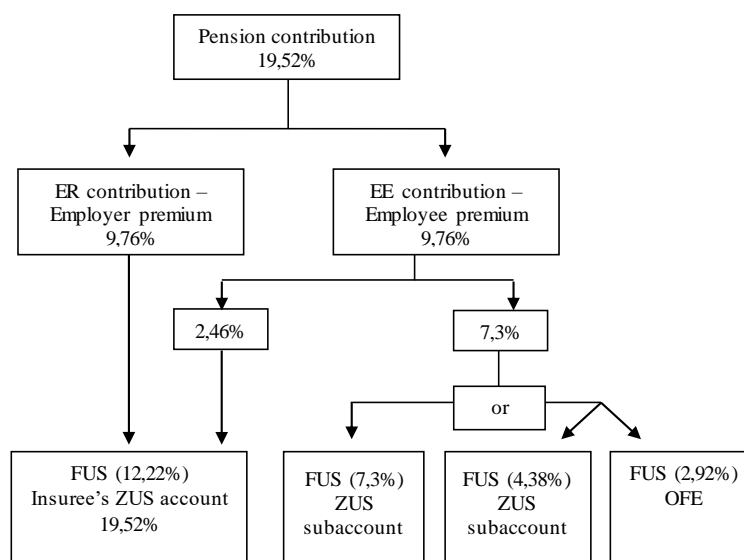 Pension contribution
19,52%
ER contribution –
Employer premium
9,76%
EE contribution –
Employee premium
9,76%
2,46%
7,3%
or
FUS (12,22%)
Insuree's ZUS account
19,52%
FUS (7,3%)
ZUS
subaccount
FUS (4,38%)
ZUS
subaccount
FUS (2,92%)
OFE